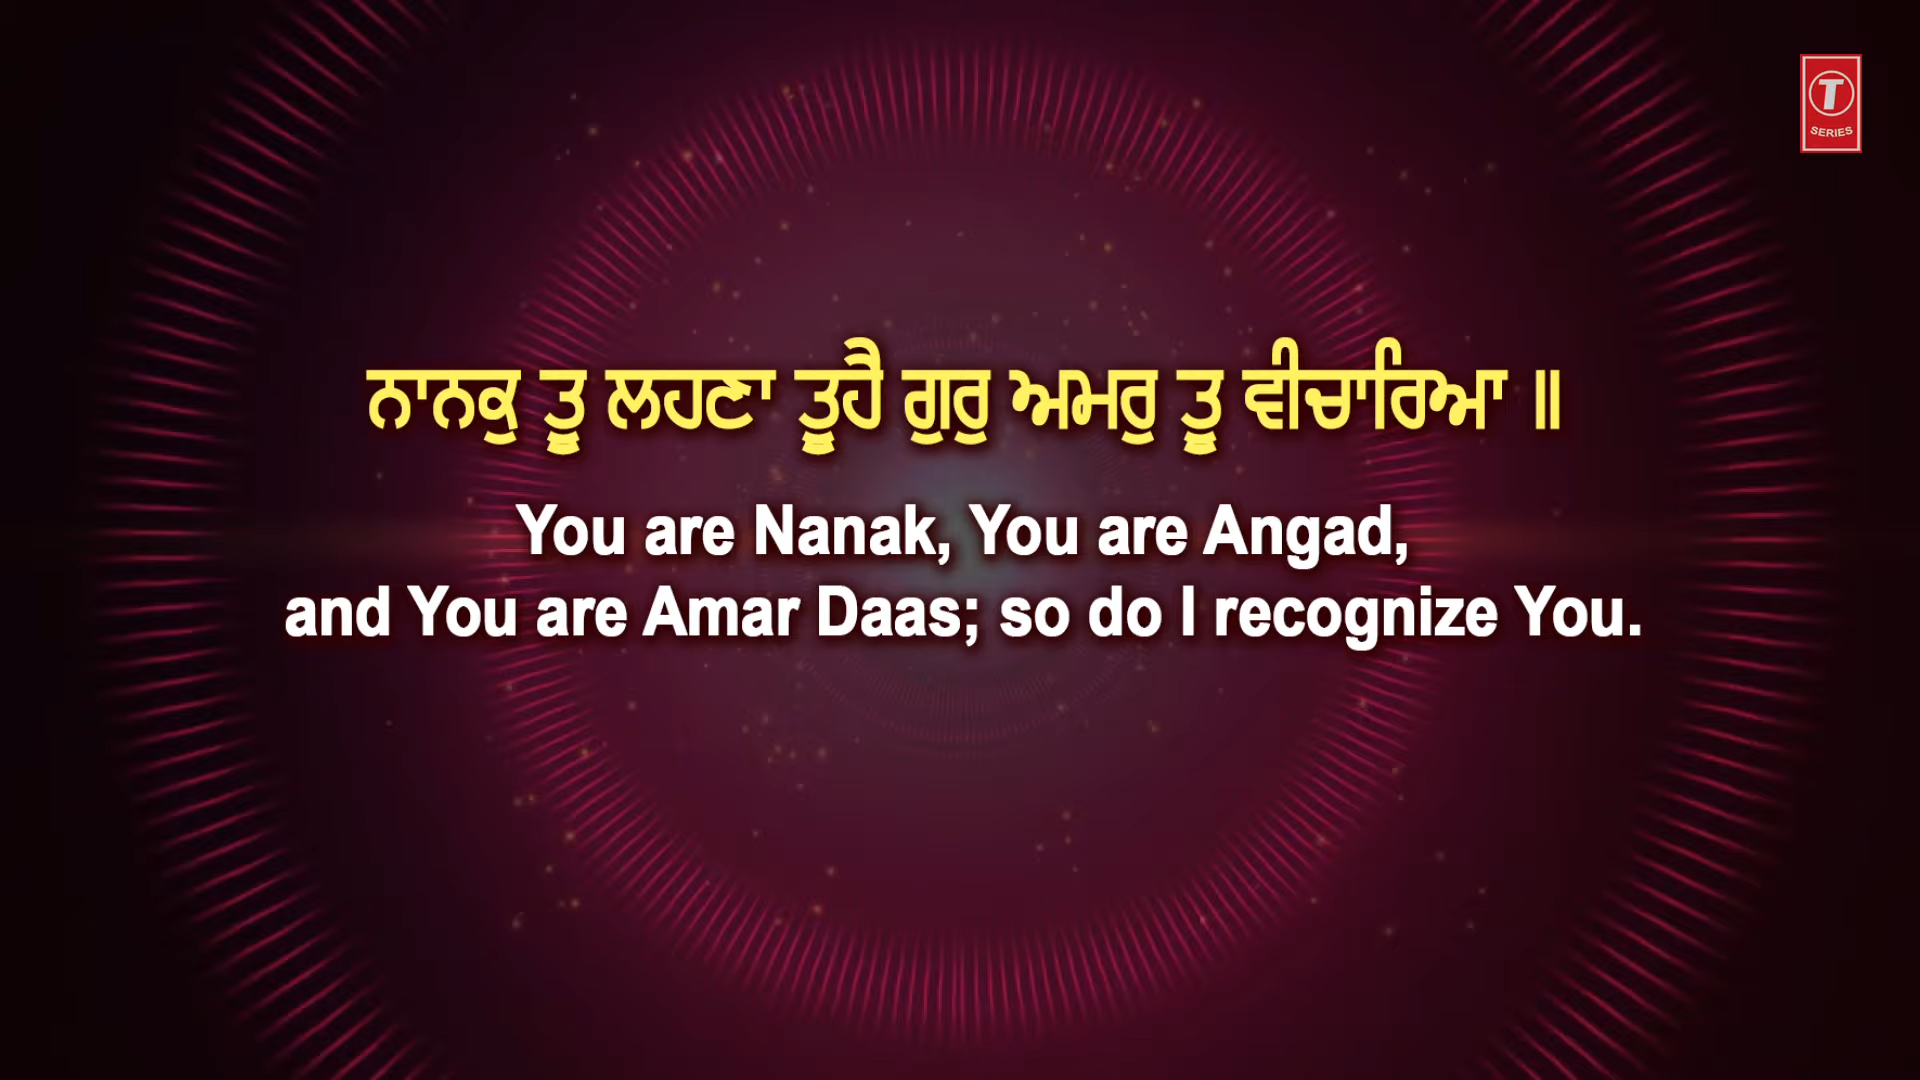 T
SERIES
ਨਾਨਕੁ ਤੂ ਲਹਣਾ ਤੂਹੈ ਗੁਰੁ ਅਮਰੁ ਤੂ ਵੀਚਾਰਿਆ ॥
You are Nanak, You are Angad,
and You are Amar Daas; so do I recognize You.